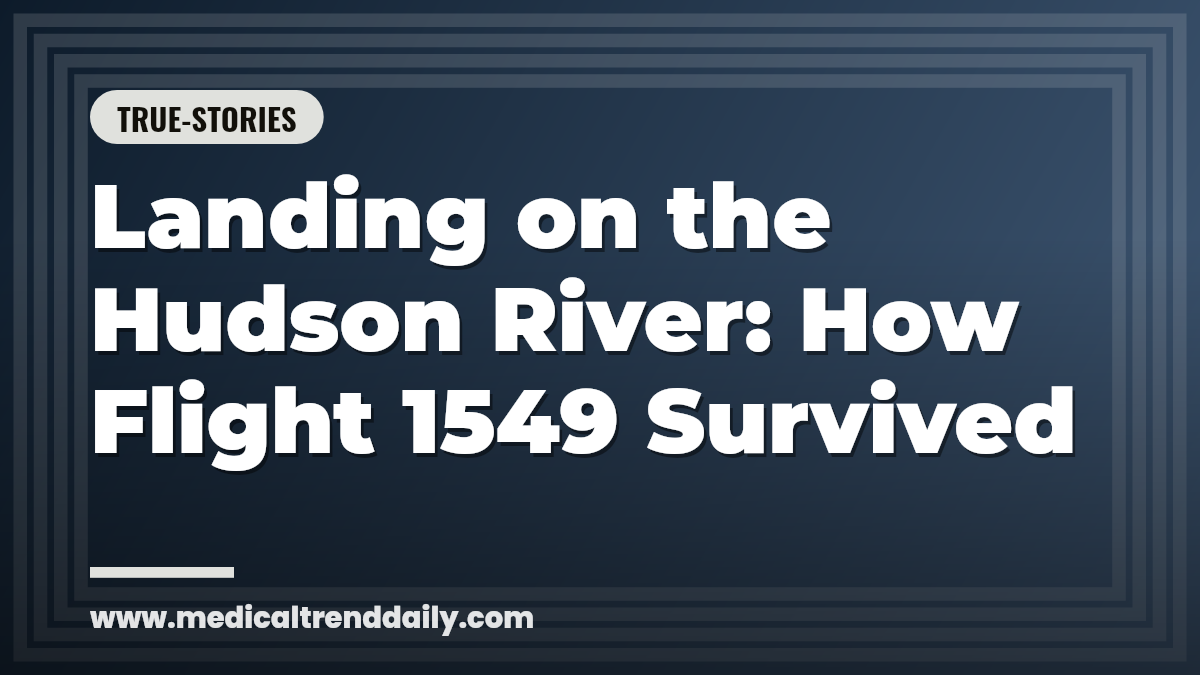 TRUE-STORIES
Landing on the
Hudson River: How
Flight 1549 Survived
www.medicaltrenddaily.com